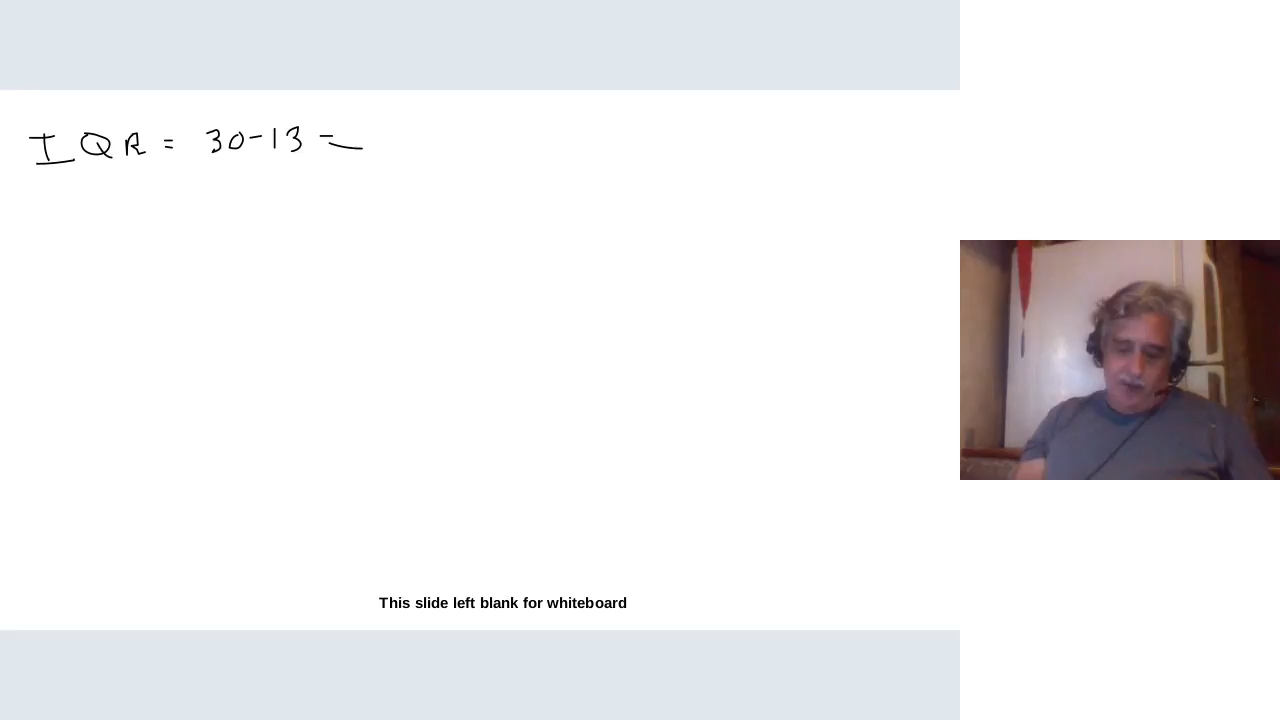 IQR = 30-13 =
This slide left blank for whiteboard